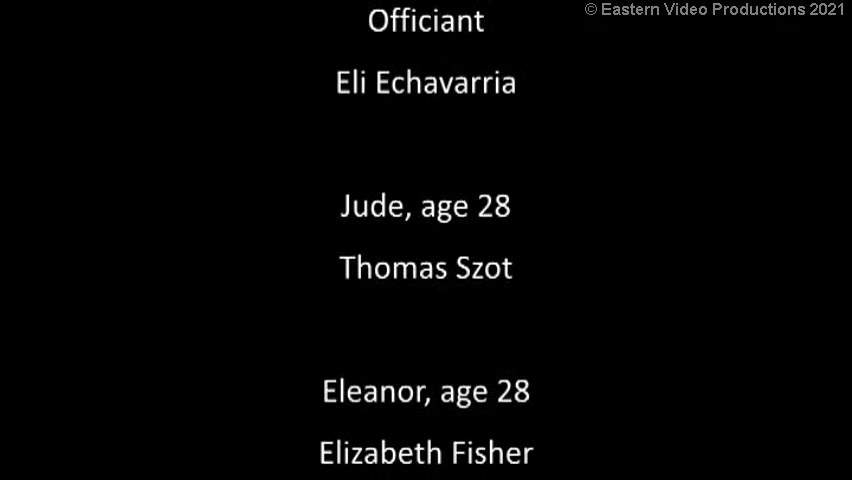 © Eastern Video Productions 2021
Officiant
Eli Echavarria
Jude, age 28
Thomas Szot
Eleanor, age 28
Elizabeth Fisher